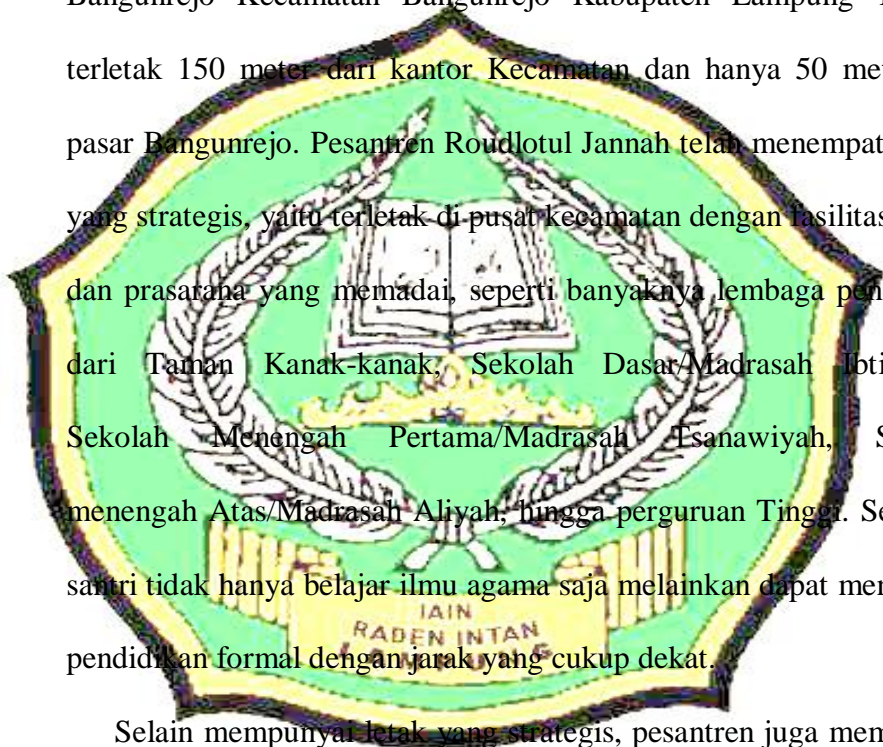 Bangunrejo Kecamatan Bangunrejo Kabupaten Lampung
terletak 150 meter dari kantor Kecamatan dan hanya 50 me
pasar Bangunrejo. Pesantren Roudlotul Jannah telah menempat
yang strategis, yaitu terletak di pusat kecamatan dengan fasilitas
dan prasarana yang memadai, seperti banyaknya lembaga pen
dari Taman Kanak-kanak, Sekolah Dasar/Madrasah Ibti
Sekolah Menengah Pertama/Madrasah Tsanawiyah, S
menengah Atas/Madrasah Aliyah, hingga perguruan Tinggi. Se
santri tidak hanya belajar ilmu agama saja melainkan dapat men
IAIN
RADEN INTAN
LAMPUNG
pendidikan formal dengan jarak yang cukup dekat.
Selain mempunyai letak yang strategis, pesantren juga mem